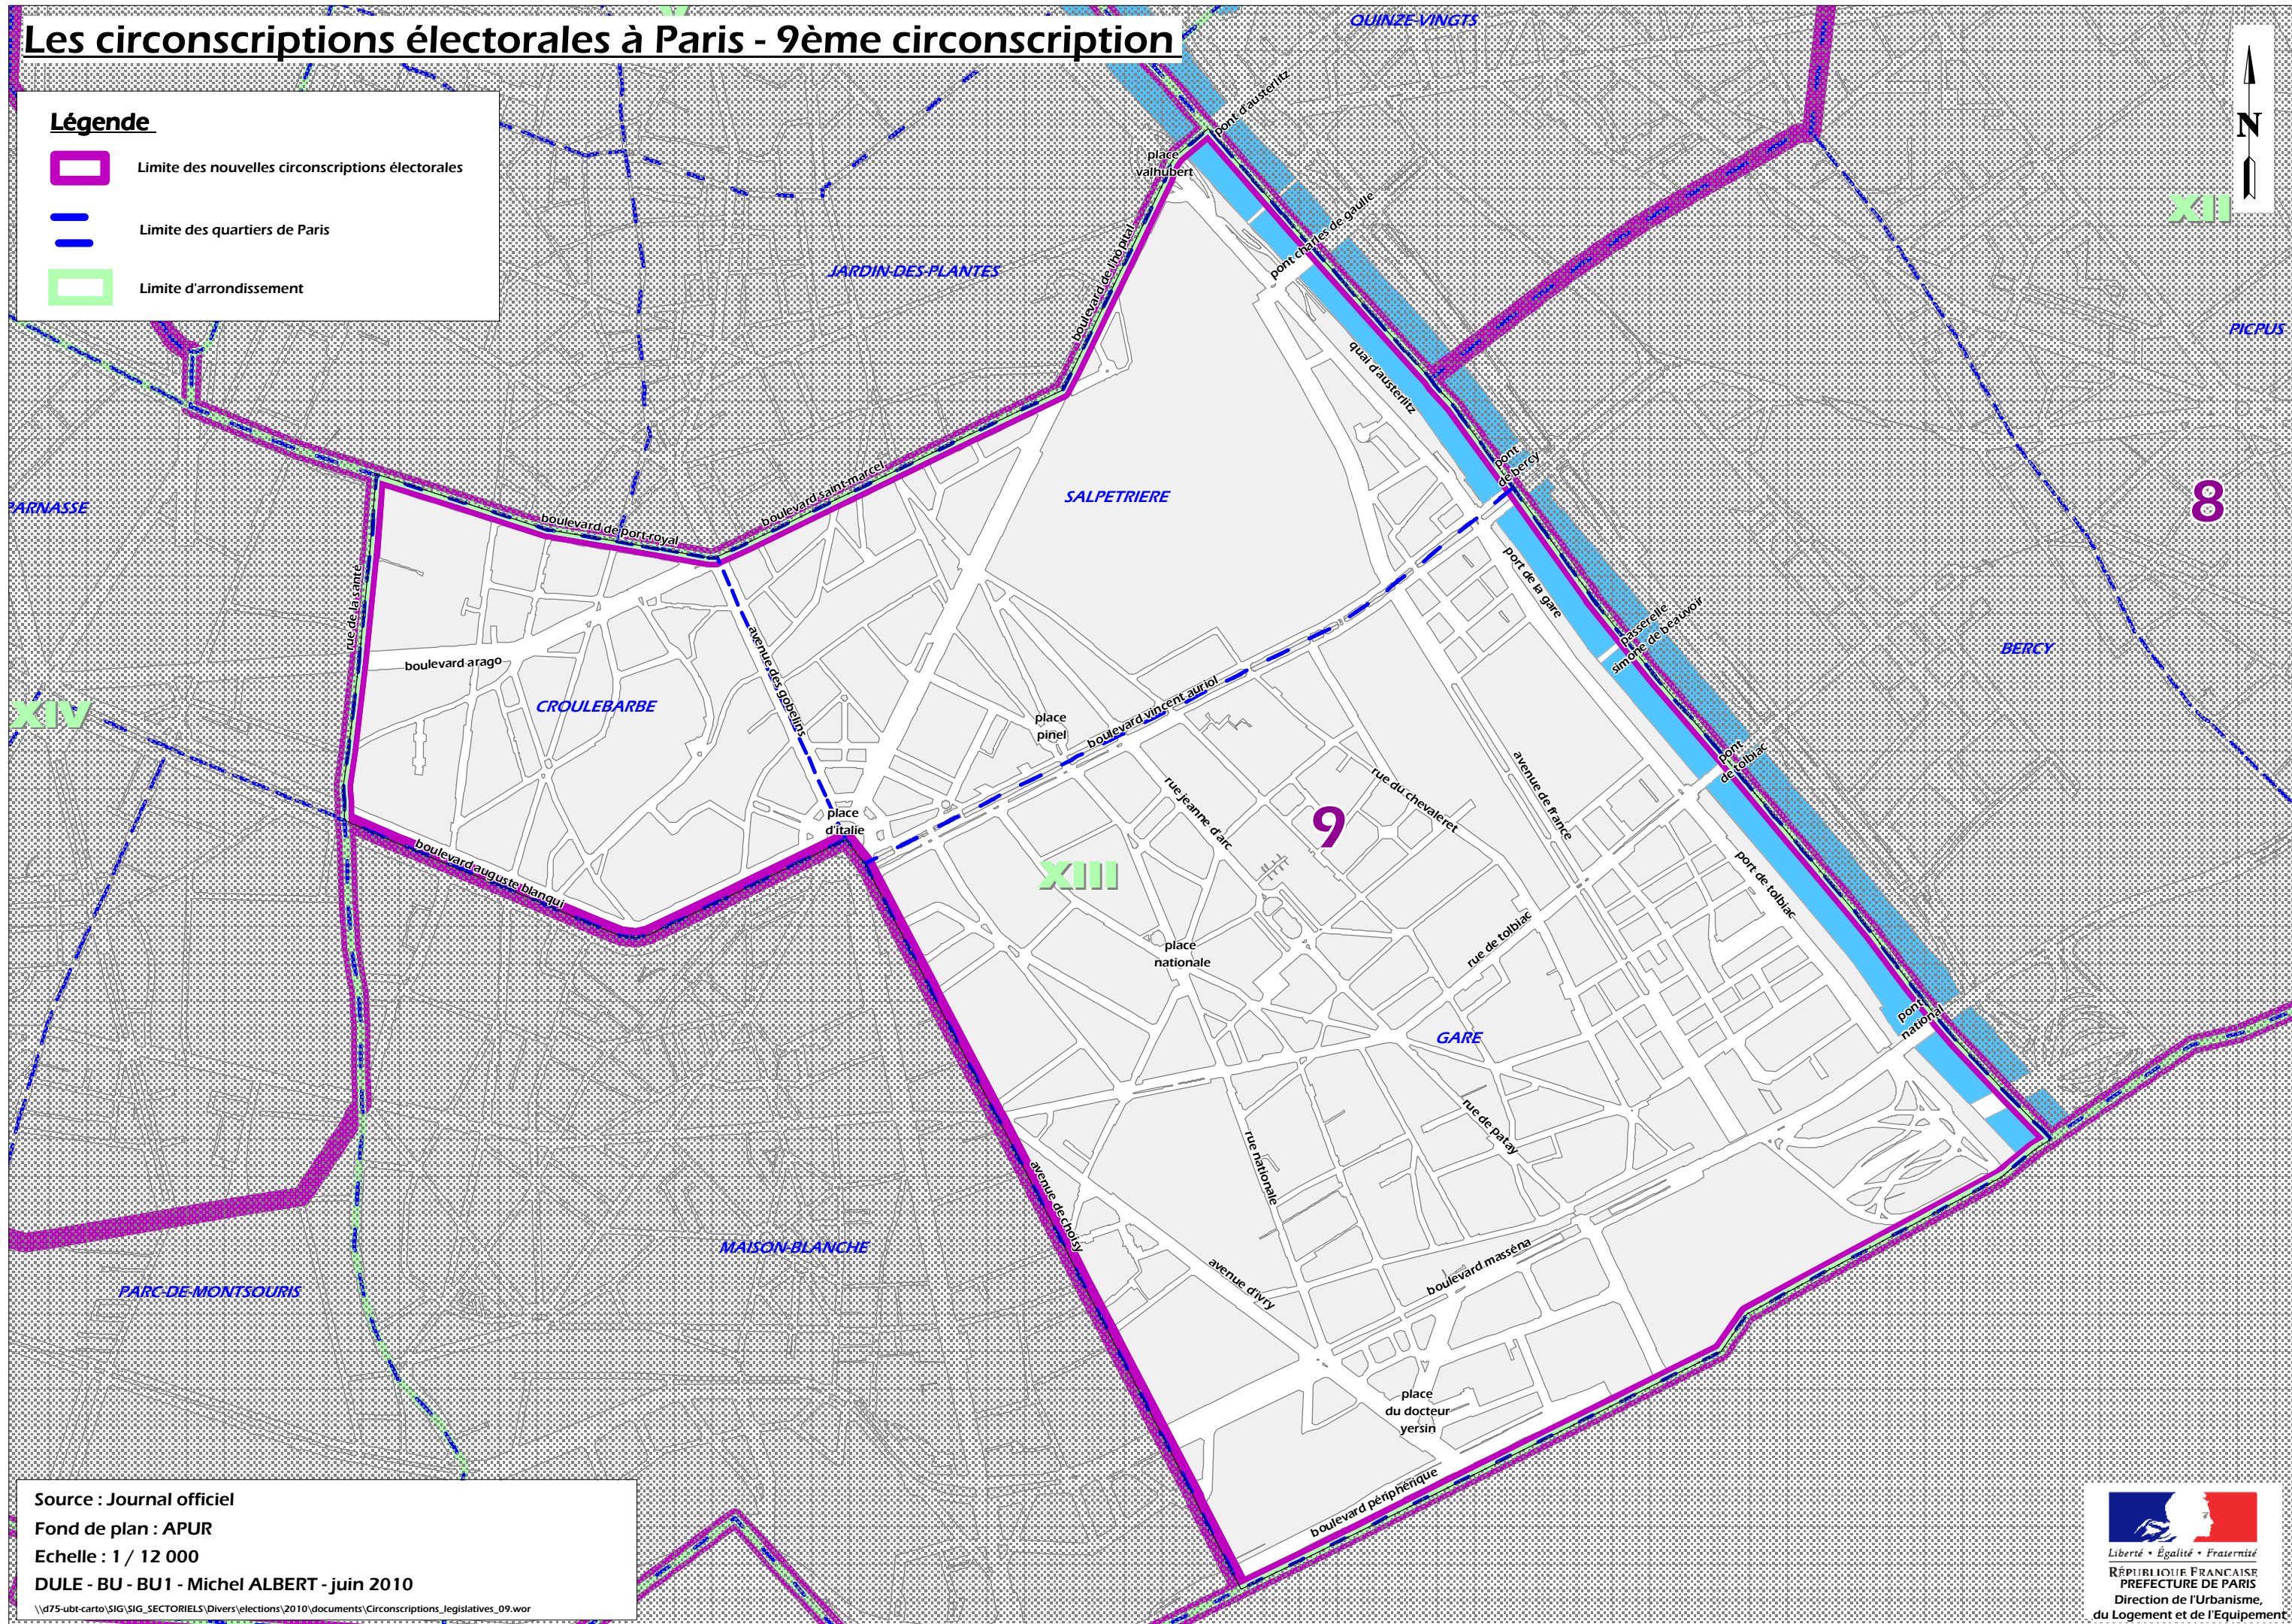 Les circonscriptions électorales à Paris - 9ème circonscription
Légende
Limite des nouvelles circonscriptions électorales
Limite des quartiers de Paris
Limite d'arrondissement
V
QUINZE-VINGTS
N
XII
pont d'austerlitz
place
valhubert
pont charles de gaulle
boulevard de l'hôpital
JARDIN-DES-PLANTES
PICPUS
quai d'austerlitz
pont
de bercy
SALPETRIERE
8
PARNASSE
boulevard saint-marcel
boulevard de Port-royal
rue de la santé
port de la gare
passerelle
simone de beauvoir
BERCY
boulevard arago
avenue des gobelins
CROULEBARBE
XIV
place
pinel
boulevard vincent auriol
pont
de tolbiac
rue jeanne d'arc
rue du chevaleret
avenue de france
place
d'italie
9
boulevard auguste blanqui
XIII
port de tolbiac
rue de tolbiac
place
nationale
pont
national
GARE
rue nationale
rue de patay
avenue de choisy
MAISON-BLANCHE
avenue d'ivry
boulevard masséna
PARC-DE-MONTSOURIS
place
du docteur
yersin
boulevard périphérique
Source : Journal officiel
Fond de plan : APUR
Echelle : 1 / 12 000
DULE - BU - BU1 - Michel ALBERT - juin 2010
\\d75-ubt-carto\SIG\SIG_SECTORIELS\Divers\elections\2010\documents\Circonscriptions_legislatives_09.wor
Liberté • Égalité • Fraternité
RÉPUBLIQUE FRANÇAISE
PREFECTURE DE PARIS
Direction de l'Urbanisme,
du Logement et de l'Equipement